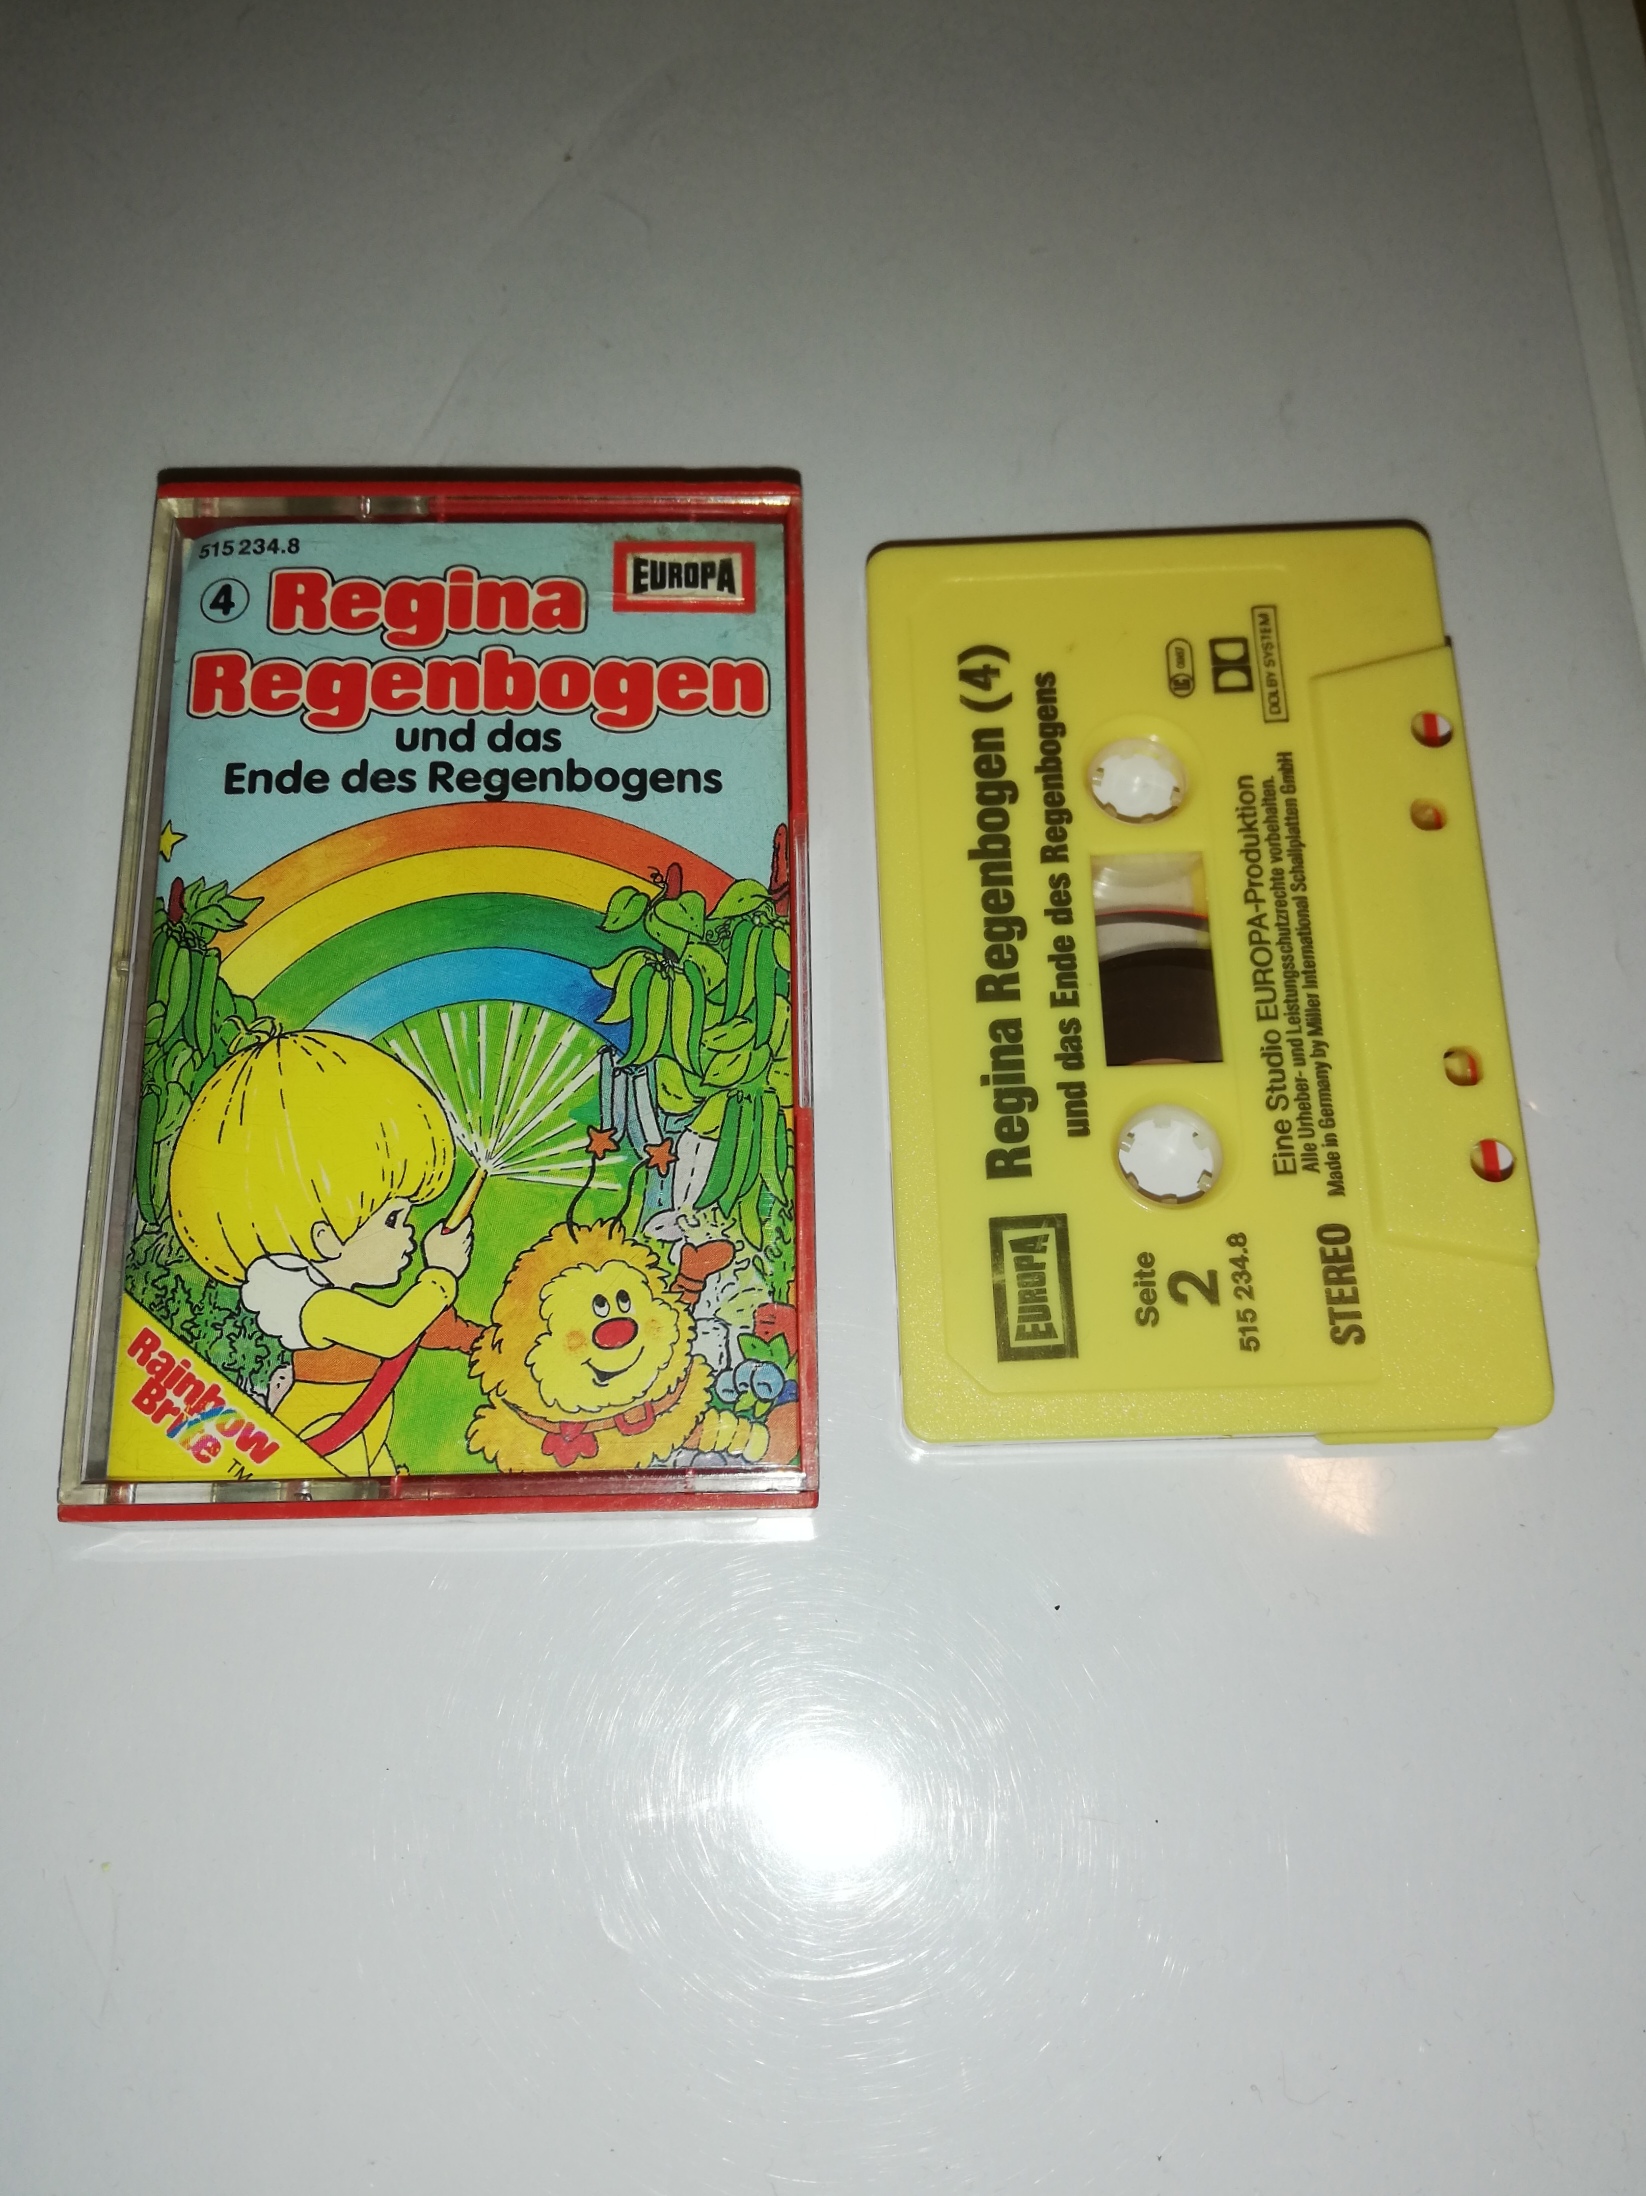 515 234.8
EUROPA
4 Regina
Regenbogen
und das
Ende des Regenbogens
Rainbow
Brite
TM
EUROPA
Regina Regenbogen (4)
und das Ende des Regenbogens
Seite
2
515 234.8
STEREO
DOLBY SYSTEM
Eine Studio EUROPA-Produktion
Alle Urheber- und Leistungsschutzrechte vorbehalten.
Made in Germany by Miller International Schallplatten GmbH